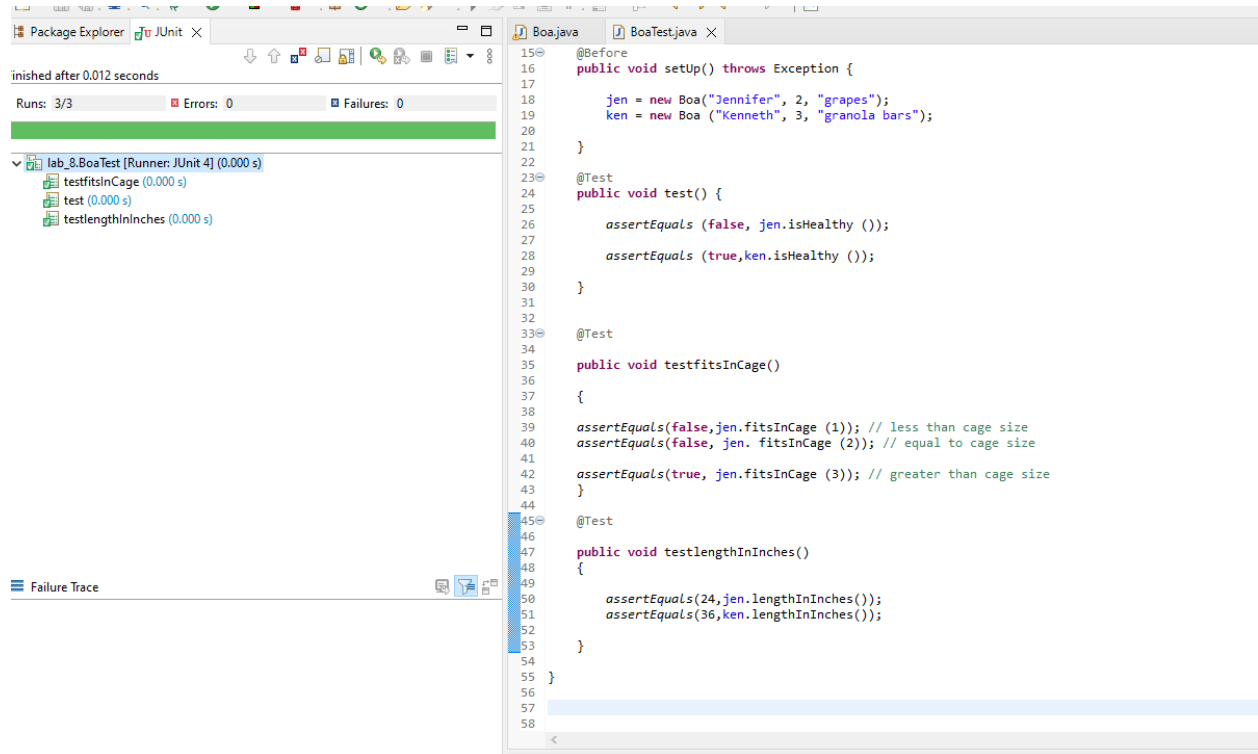 Package Explorer JUnit
inished after 0.012 seconds
Runs: 3/3 Errors: 0 Failures: 0
lab_8.BoaTest [Runner: JUnit 4] (0.000 s)
testfitsInCage (0.000 s)
test (0.000 s)
testlengthInInches (0.000 s)
Failure Trace
Boa.java BoaTest.java
15 @Before
16 public void setUp() throws Exception {
17
18 jen = new Boa("Jennifer", 2, "grapes");
19 ken = new Boa ("Kenneth", 3, "granola bars");
20
21 }
22
23 @Test
24 public void test() {
25
26 assertEquals (false, jen.isHealthy ());
27
28 assertEquals (true,ken.isHealthy ());
29
30 }
31
32
33 @Test
34
35 public void testfitsInCage()
36
37 {
38
39 assertEquals(false,jen.fitsInCage (1)); // less than cage size
40 assertEquals(false, jen. fitsInCage (2)); // equal to cage size
41
42 assertEquals(true, jen.fitsInCage (3)); // greater than cage size
43 }
44
45 @Test
46
47 public void testlengthInInches()
48 {
49
50 assertEquals(24,jen.lengthInInches());
51 assertEquals(36,ken.lengthInInches());
52
53 }
54
55 }
56
57
58